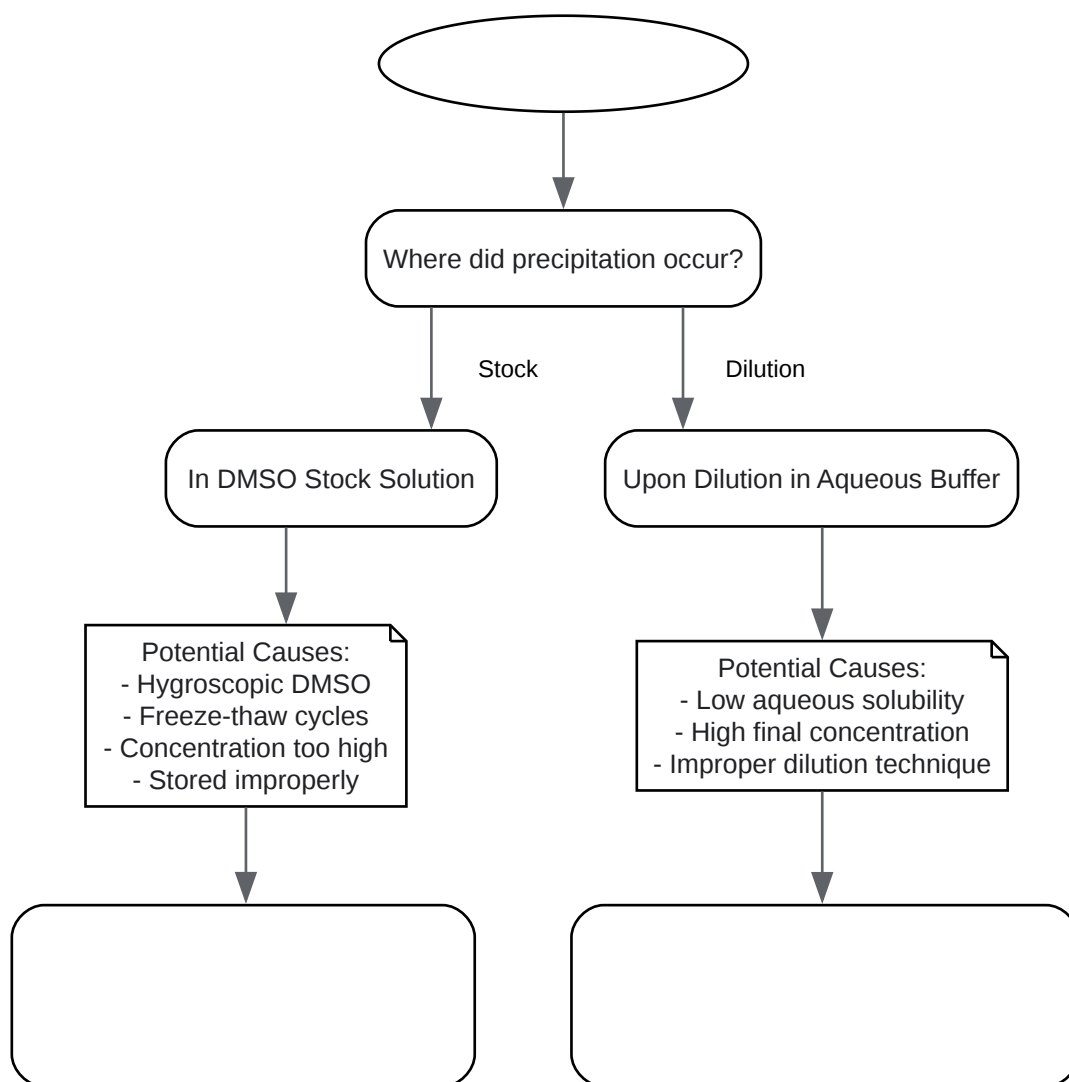 Where did precipitation occur?
Stock
Dilution
In DMSO Stock Solution
Upon Dilution in Aqueous Buffer
Potential Causes:
- Hygroscopic DMSO
- Freeze-thaw cycles
- Concentration too high
- Stored improperly
Potential Causes:
- Low aqueous solubility
- High final concentration
- Improper dilution technique